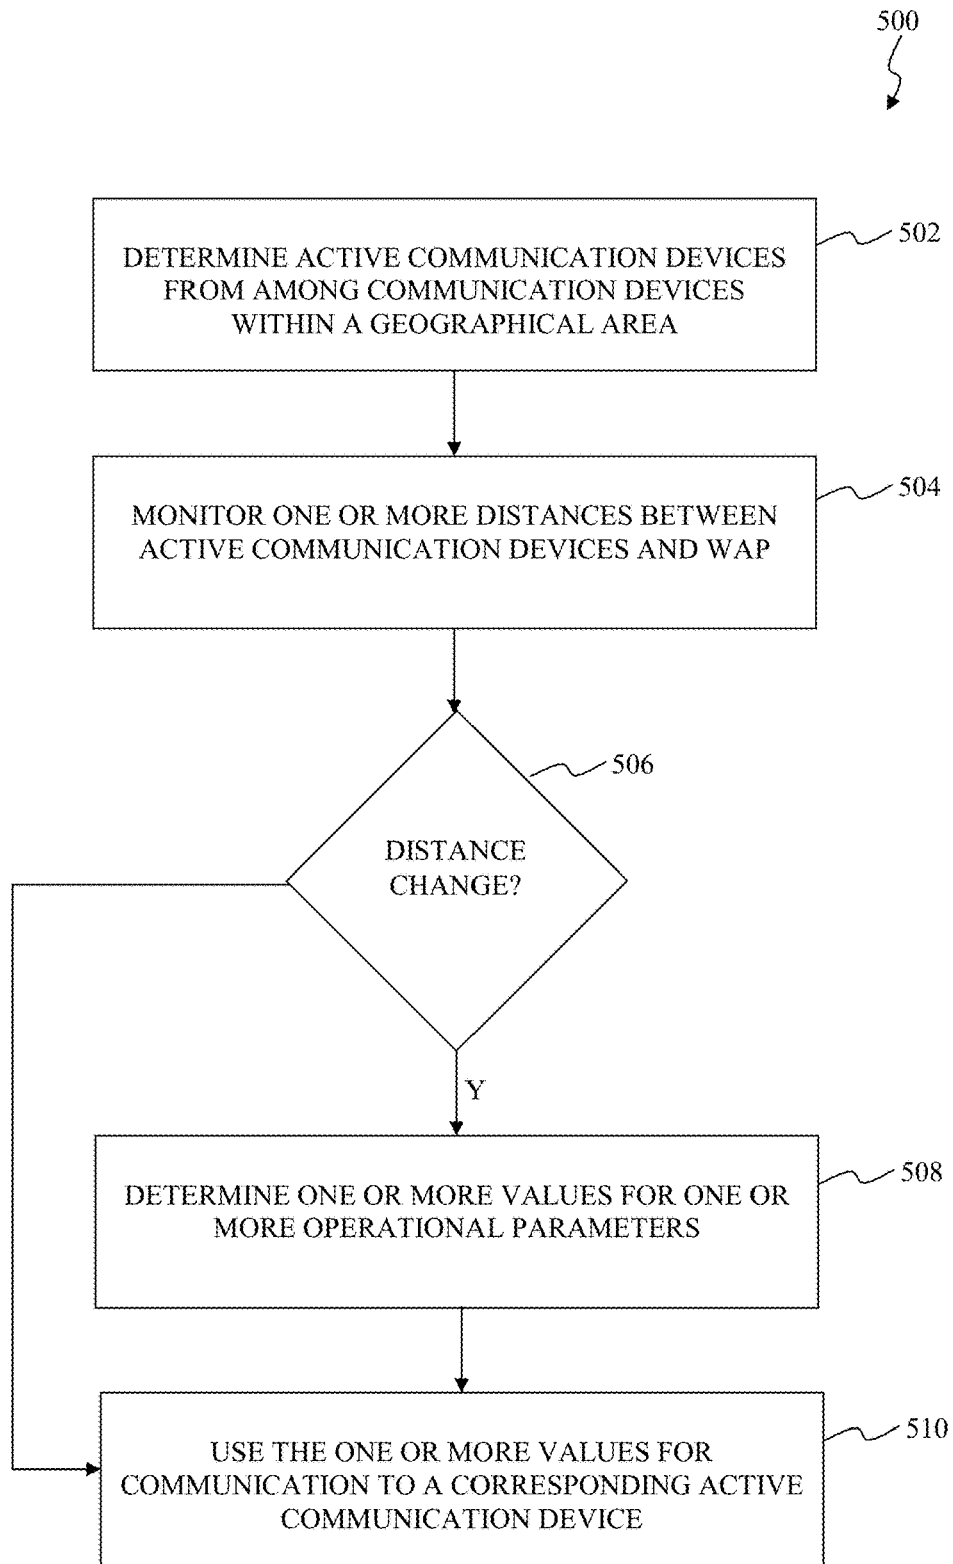 500
DETERMINE ACTIVE COMMUNICATION DEVICES
FROM AMONG COMMUNICATION DEVICES
WITHIN A GEOGRAPHICAL AREA
502
MONITOR ONE OR MORE DISTANCES BETWEEN
ACTIVE COMMUNICATION DEVICES AND WAP
504
506
DISTANCE
CHANGE?
Y
DETERMINE ONE OR MORE VALUES FOR ONE OR
MORE OPERATIONAL PARAMETERS
508
USE THE ONE OR MORE VALUES FOR
COMMUNICATION TO A CORRESPONDING ACTIVE
COMMUNICATION DEVICE
510